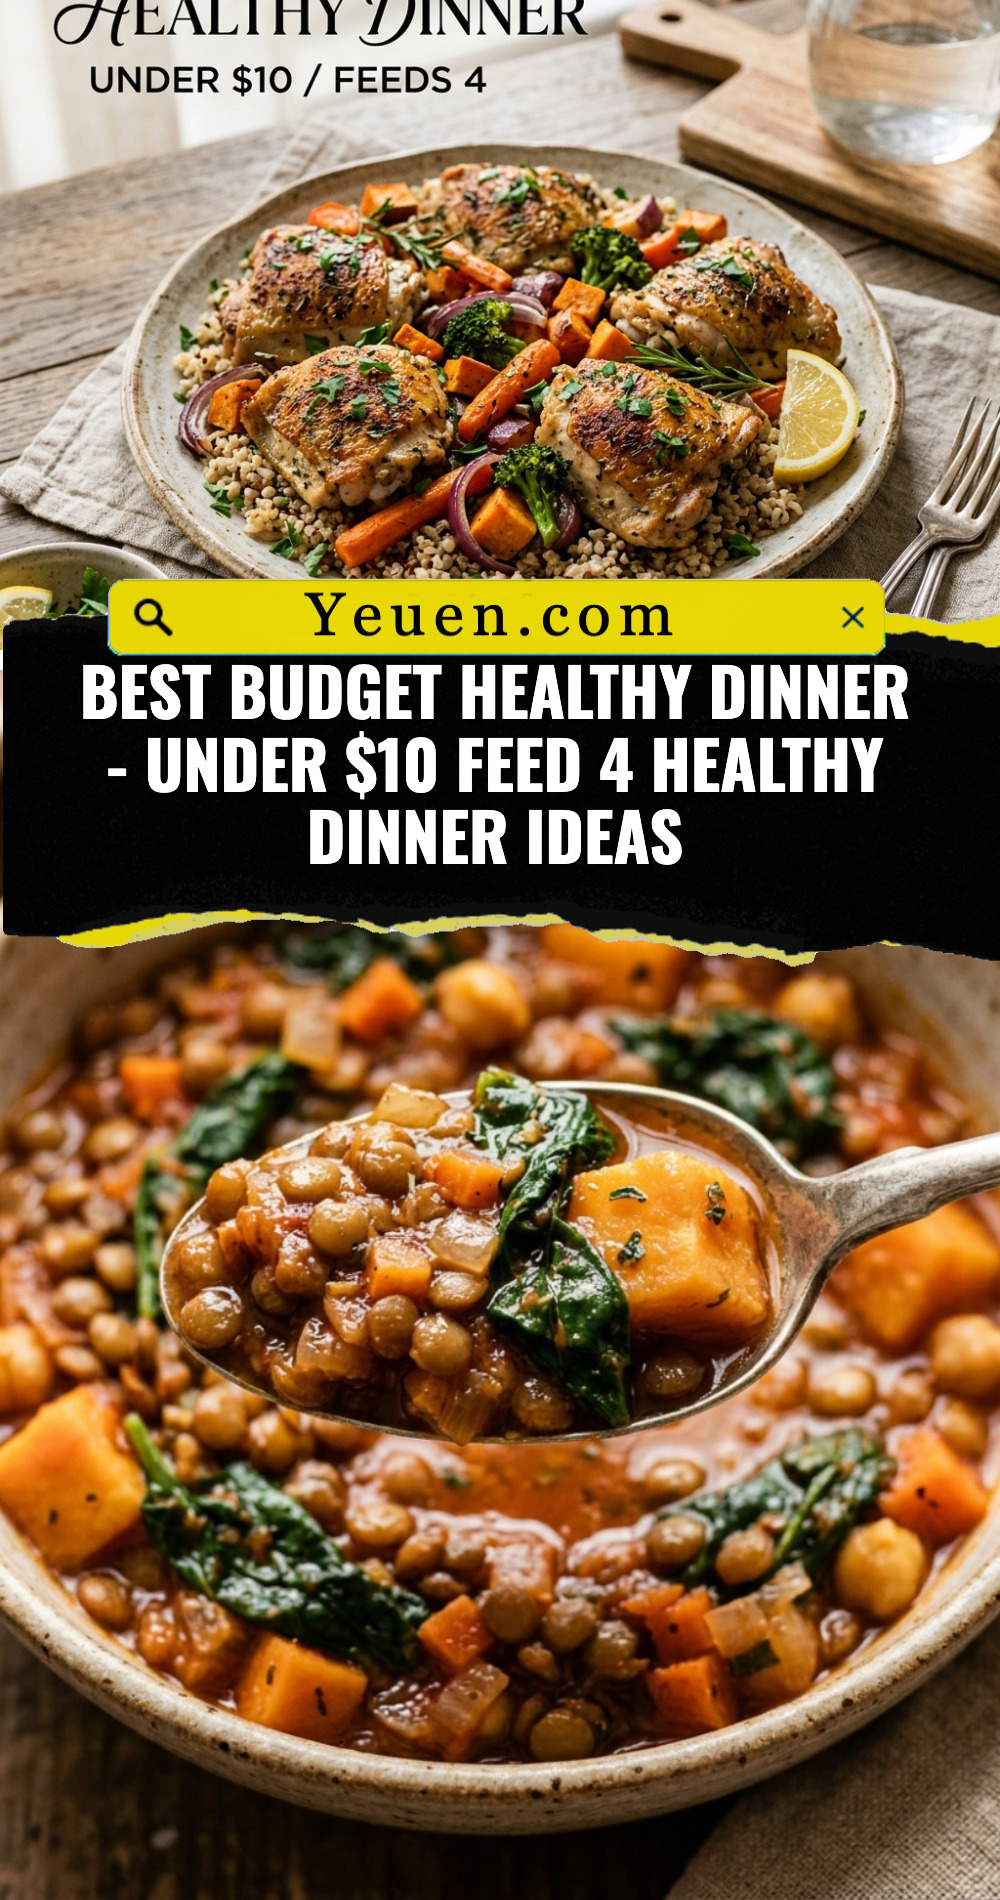 HEALTHY DINNER
UNDER $10 / FEEDS 4
Yeuen.com
BEST BUDGET HEALTHY DINNER
- UNDER $10 FEED 4 HEALTHY
DINNER IDEAS